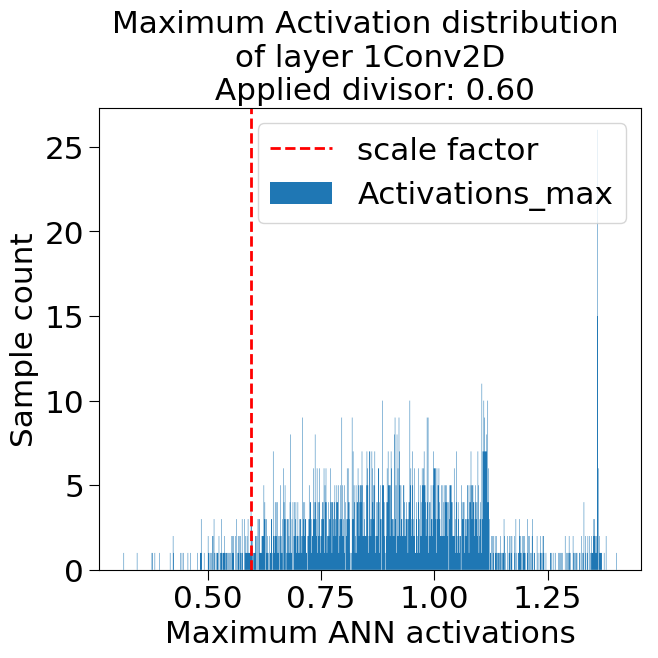 Maximum Activation distribution
of layer 1Conv2D
Applied divisor: 0.60
scale factor
Activations_max
Sample count
25
20
15
10
5
0
0.50 0.75 1.00 1.25
Maximum ANN activations